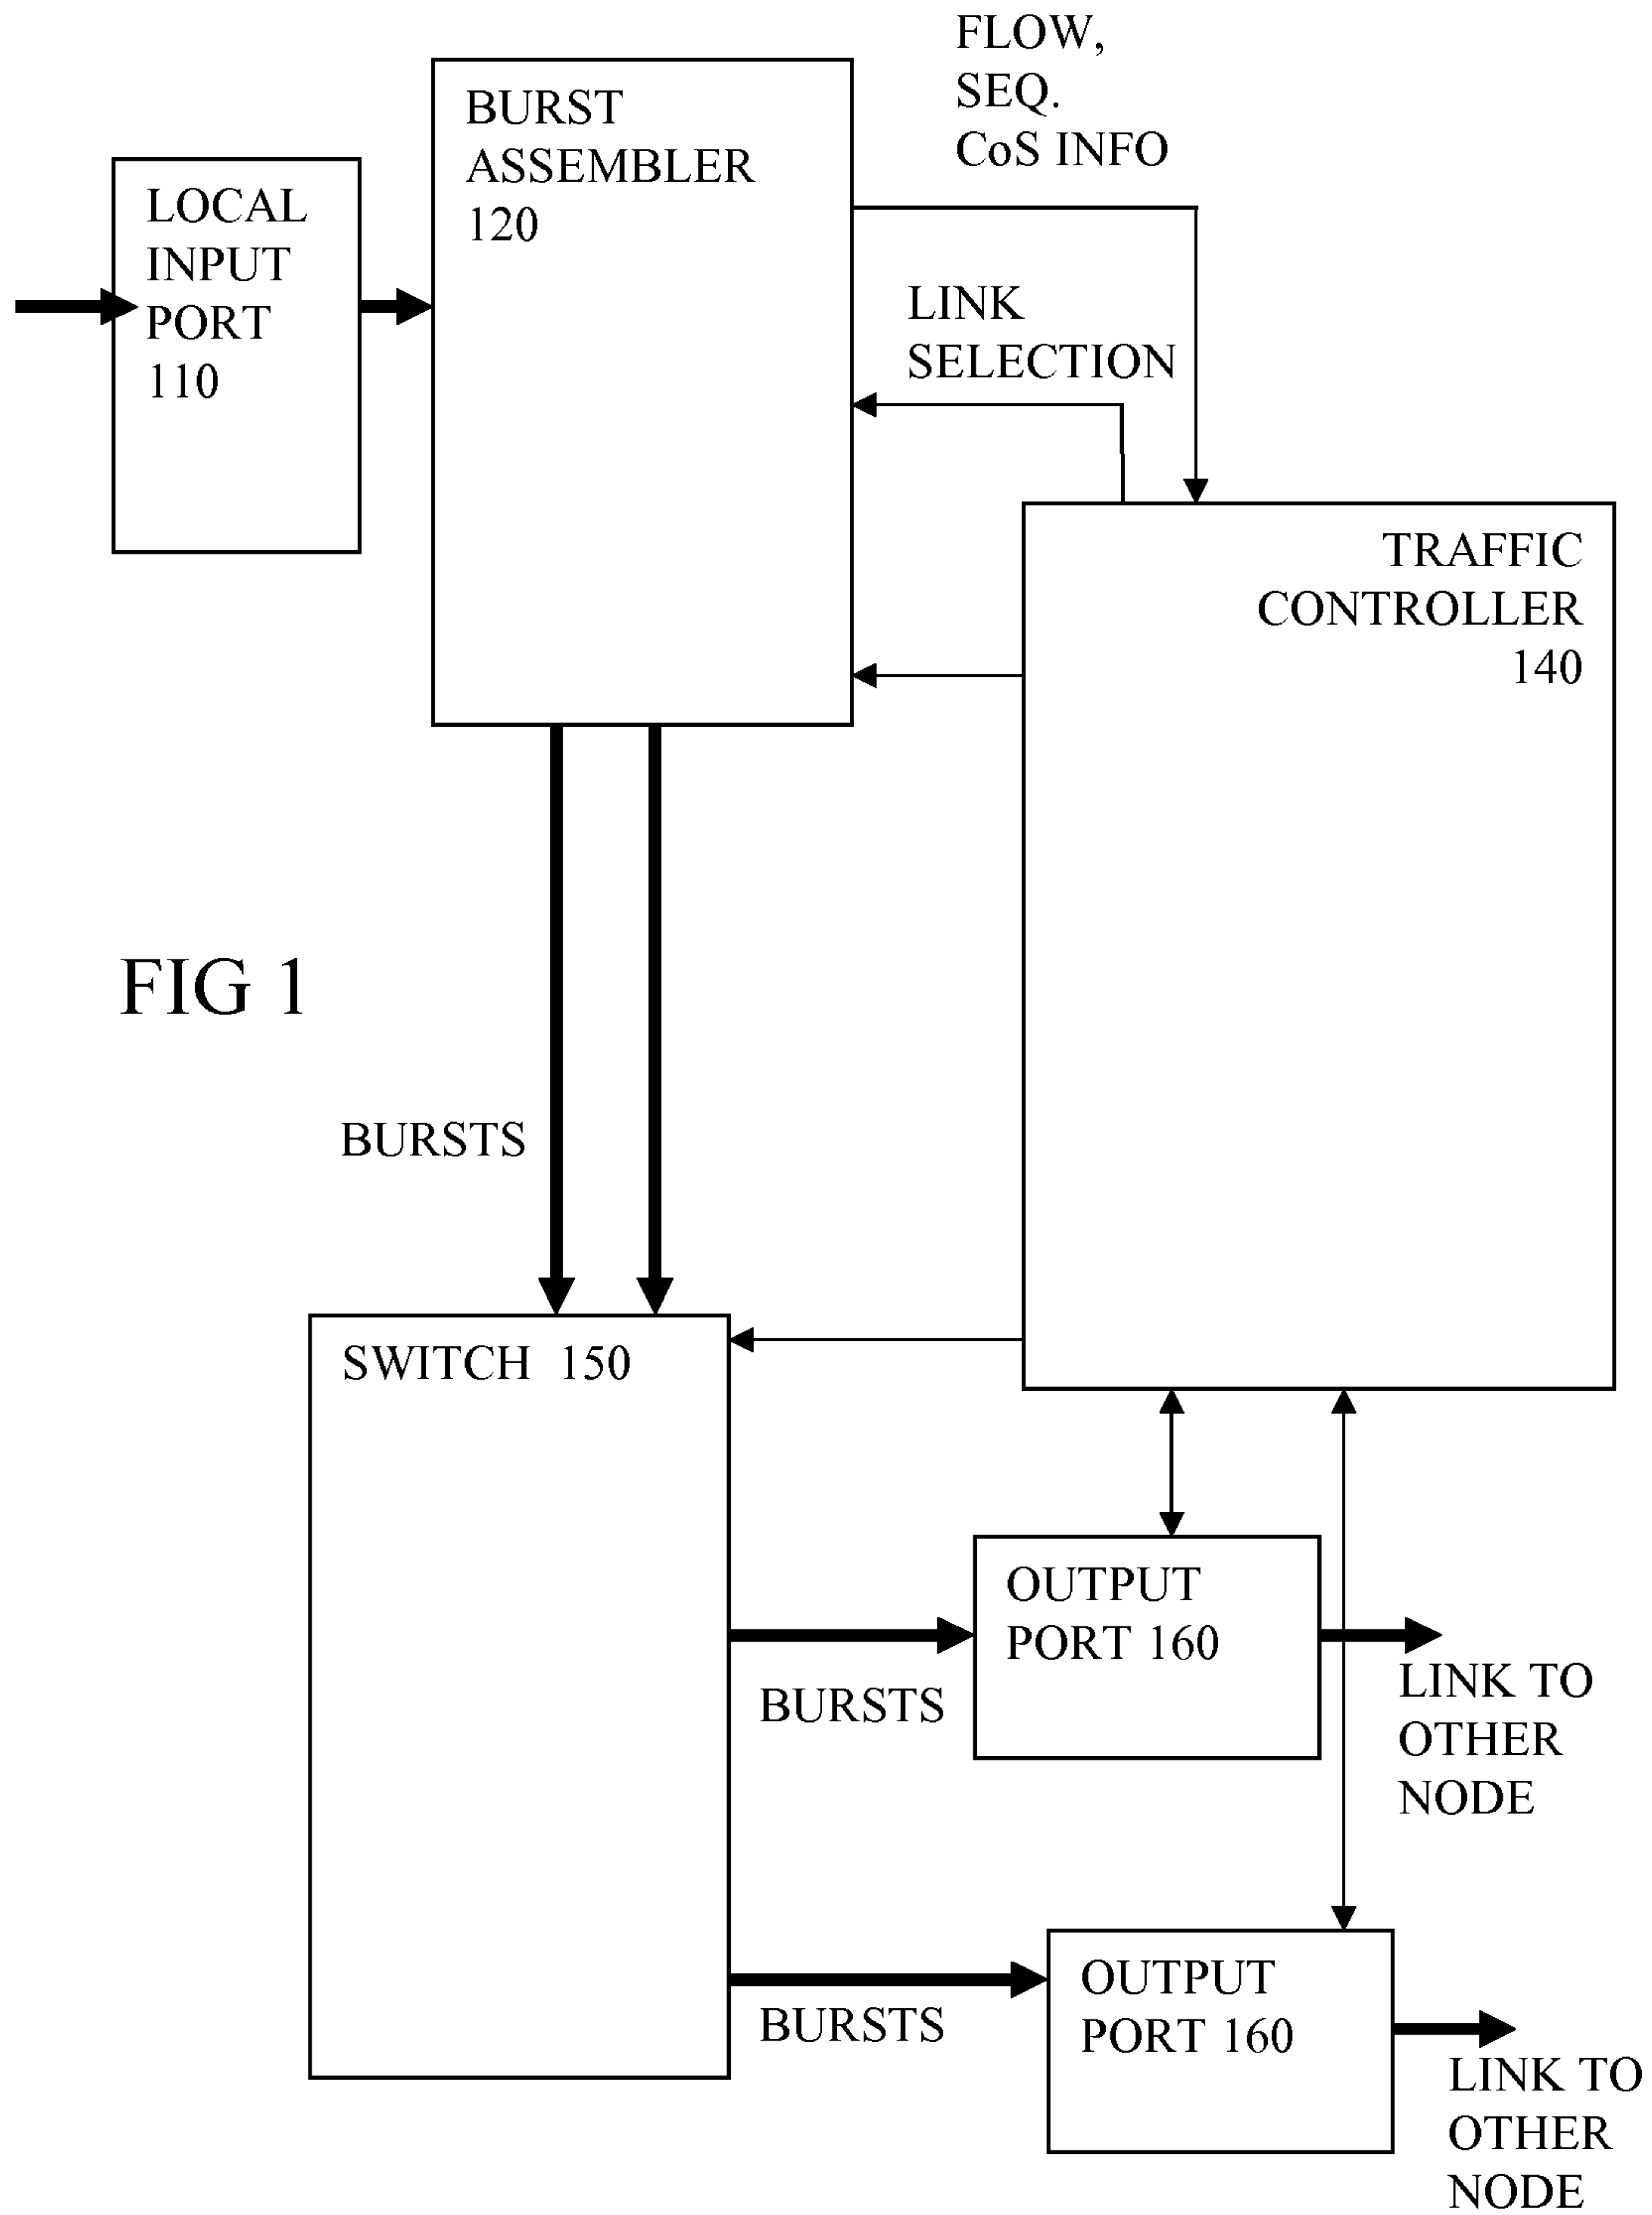 FLOW,
SEQ.
CoS INFO
BURST
ASSEMBLER
120
LOCAL
INPUT
PORT
110
LINK
SELECTION
TRAFFIC
CONTROLLER
140
FIG 1
BURSTS
SWITCH 150
OUTPUT
PORT 160
BURSTS
LINK TO
OTHER
NODE
OUTPUT
PORT 160
BURSTS
LINK TO
OTHER
NODE